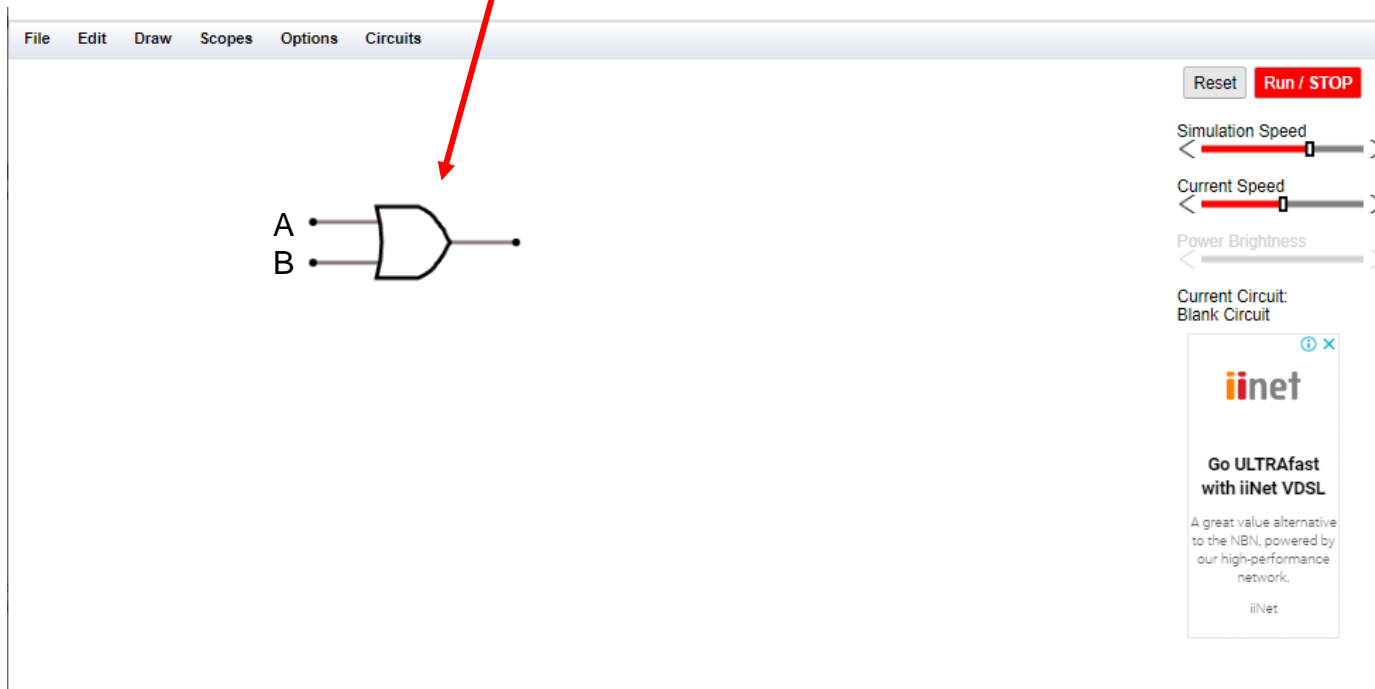 File Edit Draw Scopes Options Circuits
Reset Run / STOP
Simulation Speed
Current Speed
Power Brightness
Current Circuit:
Blank Circuit
A
B
iinet
Go ULTRAfast
with iiNet VDSL
A great value alternative
to the NBN, powered by
our high-performance
network.
iiNet